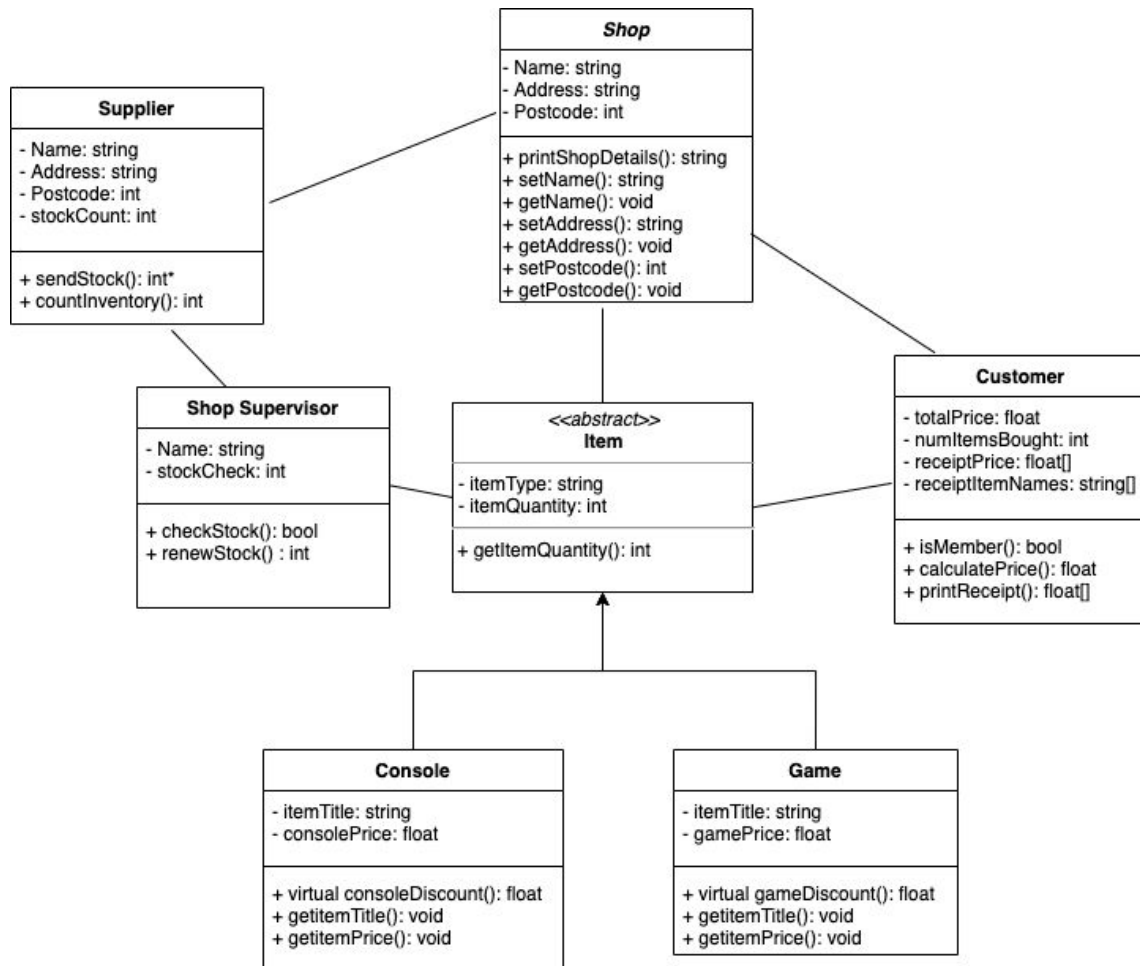 Shop
- Name: string
- Address: string
- Postcode: int
+ printShopDetails(): string
+ setName(): string
+ getName(): void
+ setAddress(): string
+ getAddress(): void
+ setPostcode(): int
+ getPostcode(): void
Supplier
- Name: string
- Address: string
- Postcode: int
- stockCount: int
+ sendStock(): int*
+ countInventory(): int
Shop Supervisor
- Name: string
- stockCheck: int
+ checkStock(): bool
+ renewStock() : int
<<abstract>>
Item
- itemType: string
- itemQuantity: int
+ getItemQuantity(): int
Customer
- totalPrice: float
- numItemsBought: int
- receiptPrice: float[]
- receiptItemNames: string[]
+ isMember(): bool
+ calculatePrice(): float
+ printReceipt(): float[]
Console
- itemTitle: string
- consolePrice: float
+ virtual consoleDiscount(): float
+ getitemTitle(): void
+ getitemPrice(): void
Game
- itemTitle: string
- gamePrice: float
+ virtual gameDiscount(): float
+ getitemTitle(): void
+ getitemPrice(): void